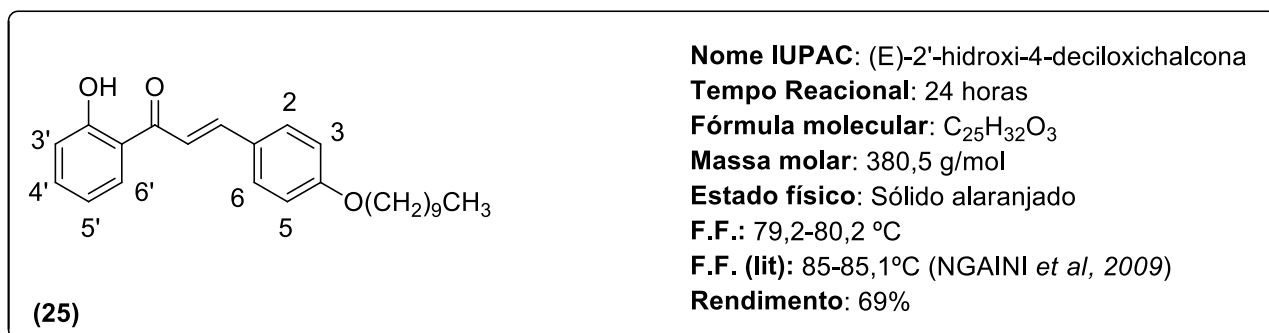 OH
O
2
3
3'
4'
5'
6'
6
5
O(CH₂)₉CH₃
(25)
Nome IUPAC: (E)-2'-hidroxi-4-deciloxichalcona
Tempo Reacional: 24 horas
Fórmula molecular: C₂₅H₃₂O₃
Massa molar: 380,5 g/mol
Estado físico: Sólido alaranjado
F.F.: 79,2-80,2 ºC
F.F. (lit): 85-85,1ºC (NGAINI et al, 2009)
Rendimento: 69%